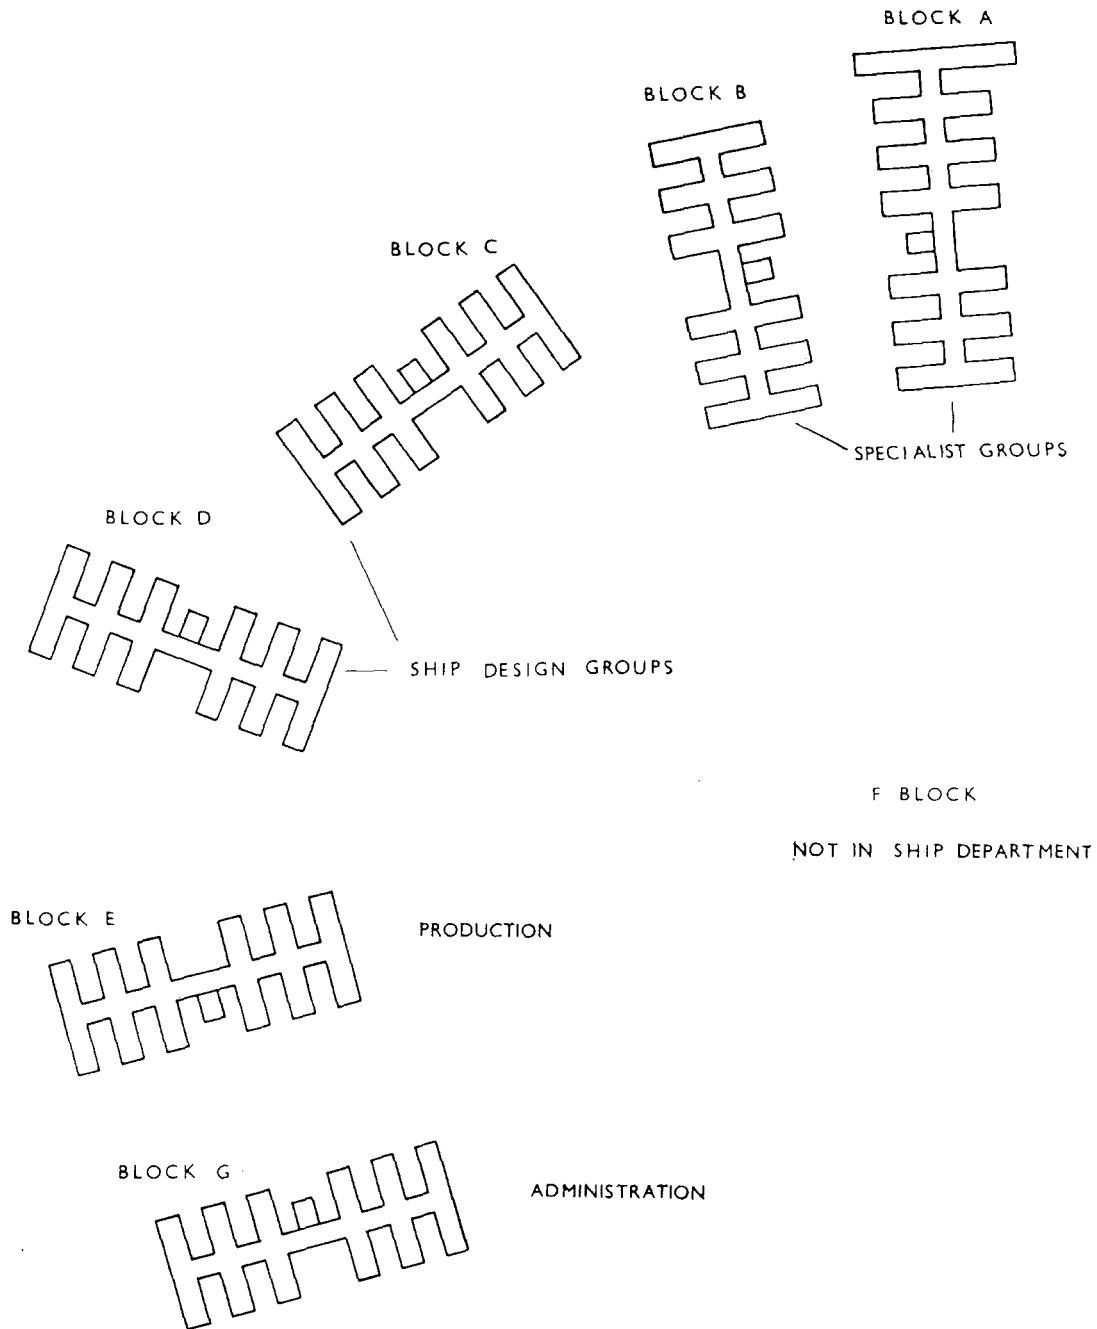 BLOCK A
BLOCK B
BLOCK C
SPECIALIST GROUPS
BLOCK D
SHIP DESIGN GROUPS
F BLOCK
NOT IN SHIP DEPARTMENT
BLOCK E
PRODUCTION
BLOCK G
ADMINISTRATION